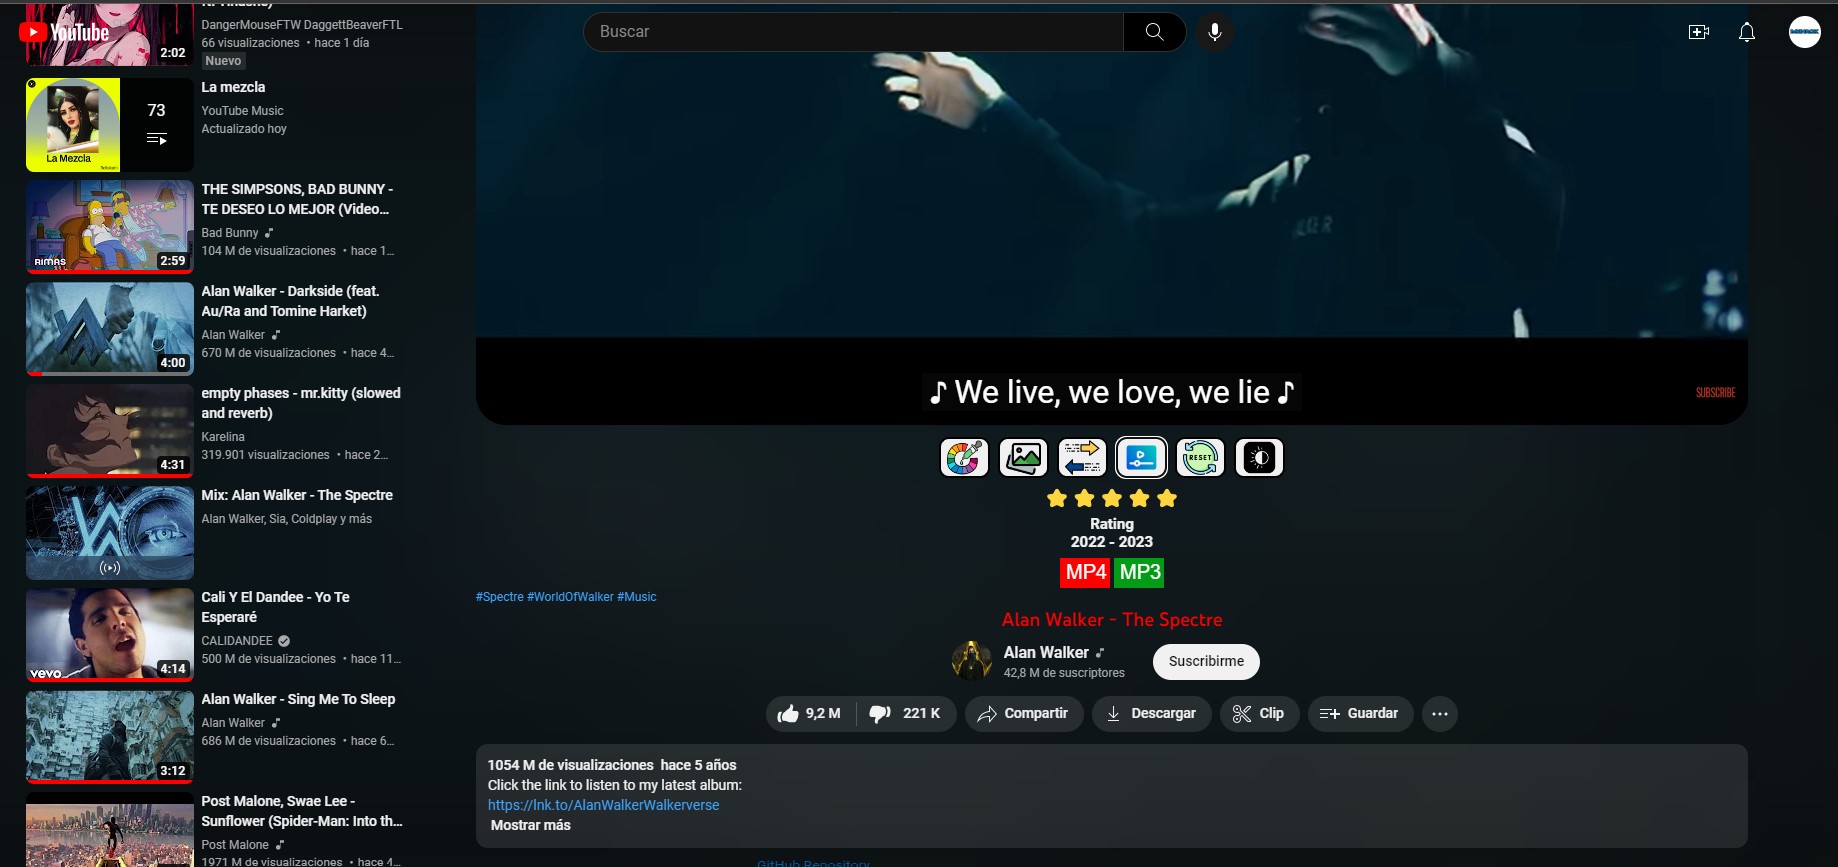 DangerMouseFTW DaggettBeaverFTL
66 visualizaciones • hace 1 día
2:02
Nuevo
YouTube
Buscar
La mezcla
YouTube Music
Actualizado hoy
73
La Mezcla
THE SIMPSONS, BAD BUNNY -
TE DESEO LO MEJOR (Video...
Bad Bunny
104 M de visualizaciones • hace 1...
RIMAS
2:59
Alan Walker - Darkside (feat.
Au/Ra and Tomine Harket)
Alan Walker
670 M de visualizaciones • hace 4...
4:00
empty phases - mr.kitty (slowed
and reverb)
Karelina
319.901 visualizaciones • hace 2...
4:31
Mix: Alan Walker - The Spectre
Alan Walker, Sia, Coldplay y más
Cali Y El Dandee - Yo Te
Esperaré
CALIDANDEE
500 M de visualizaciones • hace 11...
vevo
4:14
Alan Walker - Sing Me To Sleep
Alan Walker
686 M de visualizaciones • hace 6...
3:12
Post Malone, Swae Lee -
Sunflower (Spider-Man: Into th...
Post Malone
1971 M de visualizaciones • hace 4...
♪ We live, we love, we lie ♪
SUBSCRIBE
RESET
Rating
2022 - 2023
MP4 MP3
#Spectre #WorldOfWalker #Music
Alan Walker - The Spectre
Alan Walker
42,8 M de suscriptores
Suscribirme
9,2 M
221 K
Compartir
Descargar
Clip
Guardar
1054 M de visualizaciones hace 5 años
Click the link to listen to my latest album:
https://lnk.to/AlanWalkerWalkerverse
Mostrar más
GitHub Repository